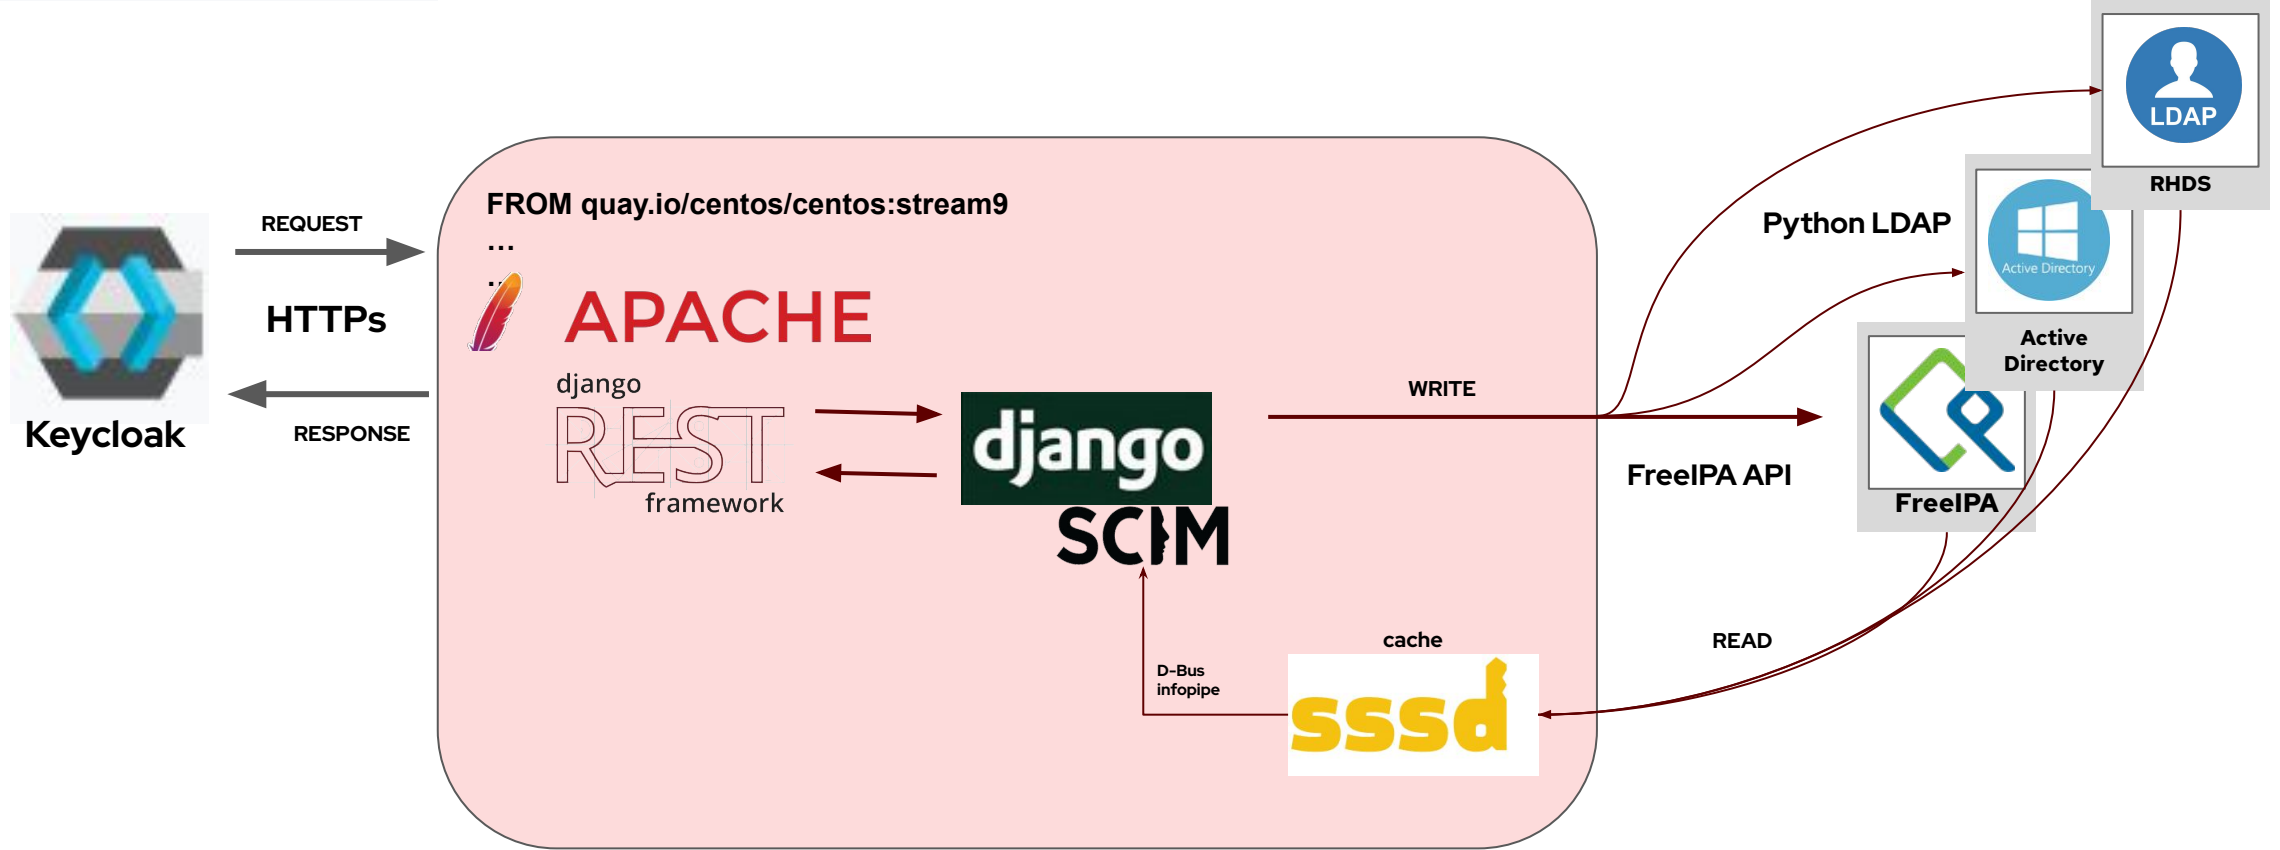 FROM quay.io/centos/centos:stream9
...
..
REQUEST
HTTPs
RESPONSE
Keycloak
APACHE
django
REST
framework
django
SCIM
D-Bus
infopipe
cache
sssd
WRITE
FreeIPA API
READ
Python LDAP
LDAP
RHDS
Active Directory
Active
Directory
FreeIPA